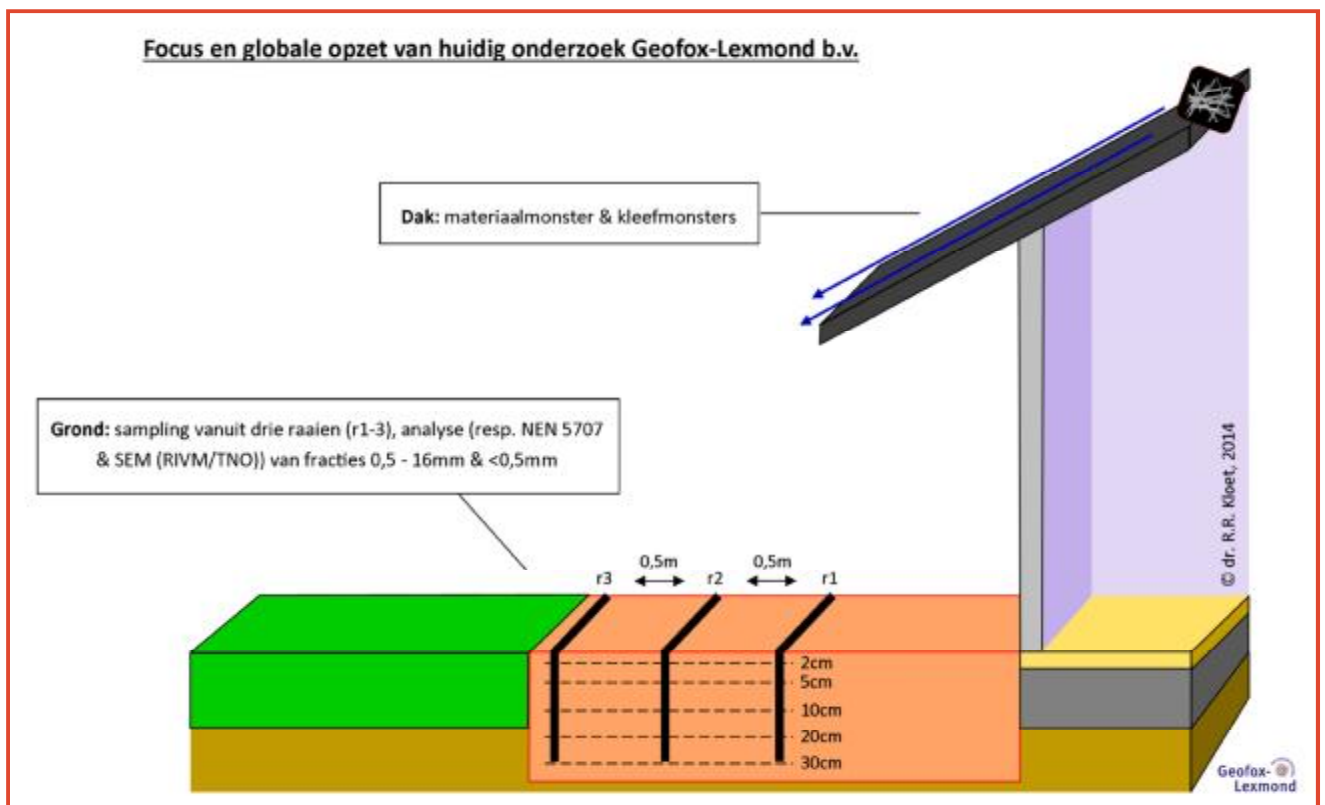 Focus en globale opzet van huidig onderzoek Geofox-Lexmond b.v.
Dak: materiaalmonster & kleefmonsters
Grond: sampling vanuit drie raaien (r1-3), analyse (resp. NEN 5707
& SEM (RIVM/TNO)) van fracties 0,5 - 16mm & <0,5mm
© dr. R.R. Kloet, 2014
0,5m 0,5m
r3 r2 r1
2cm
5cm
10cm
20cm
30cm
Geofox-
Lexmond